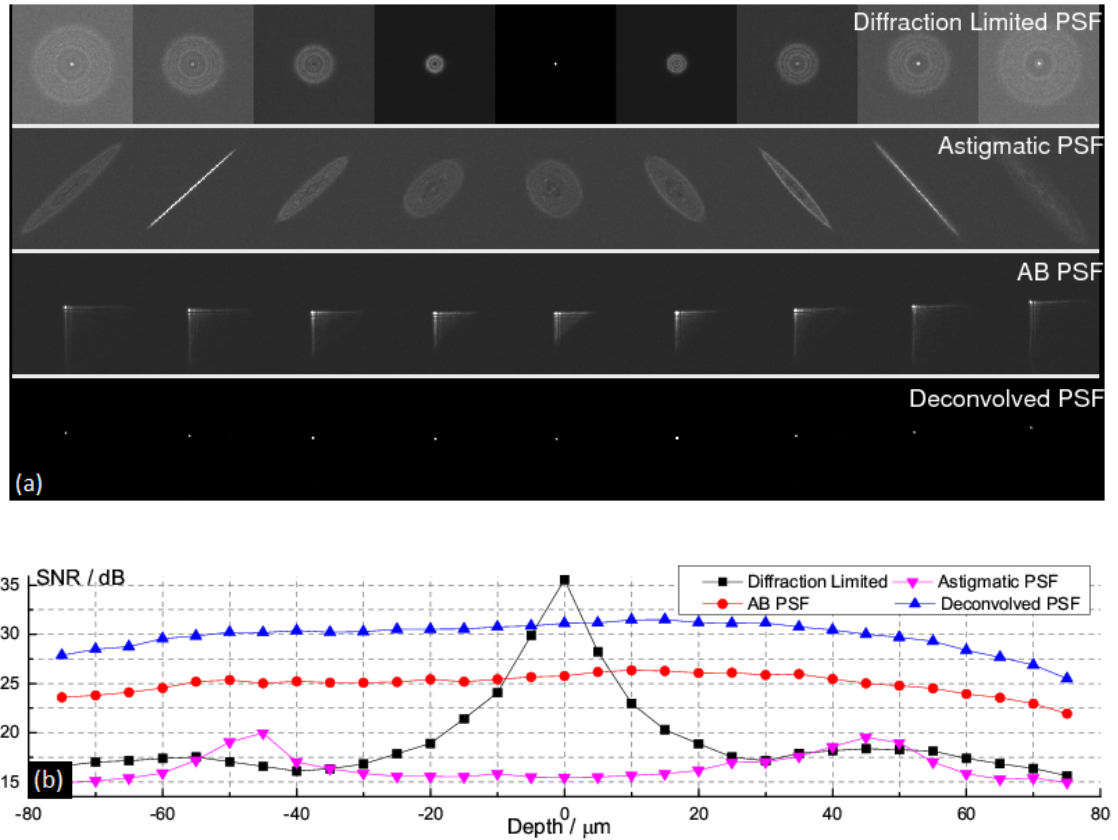 Diffraction Limited PSF
Astigmatic PSF
AB PSF
Deconvolved PSF
(a)
SNR / dB
Diffraction Limited
Astigmatic PSF
AB PSF
Deconvolved PSF
35
30
25
20
15
(b)
-80 -60 -40 -20 0 20 40 60 80
Depth / μm